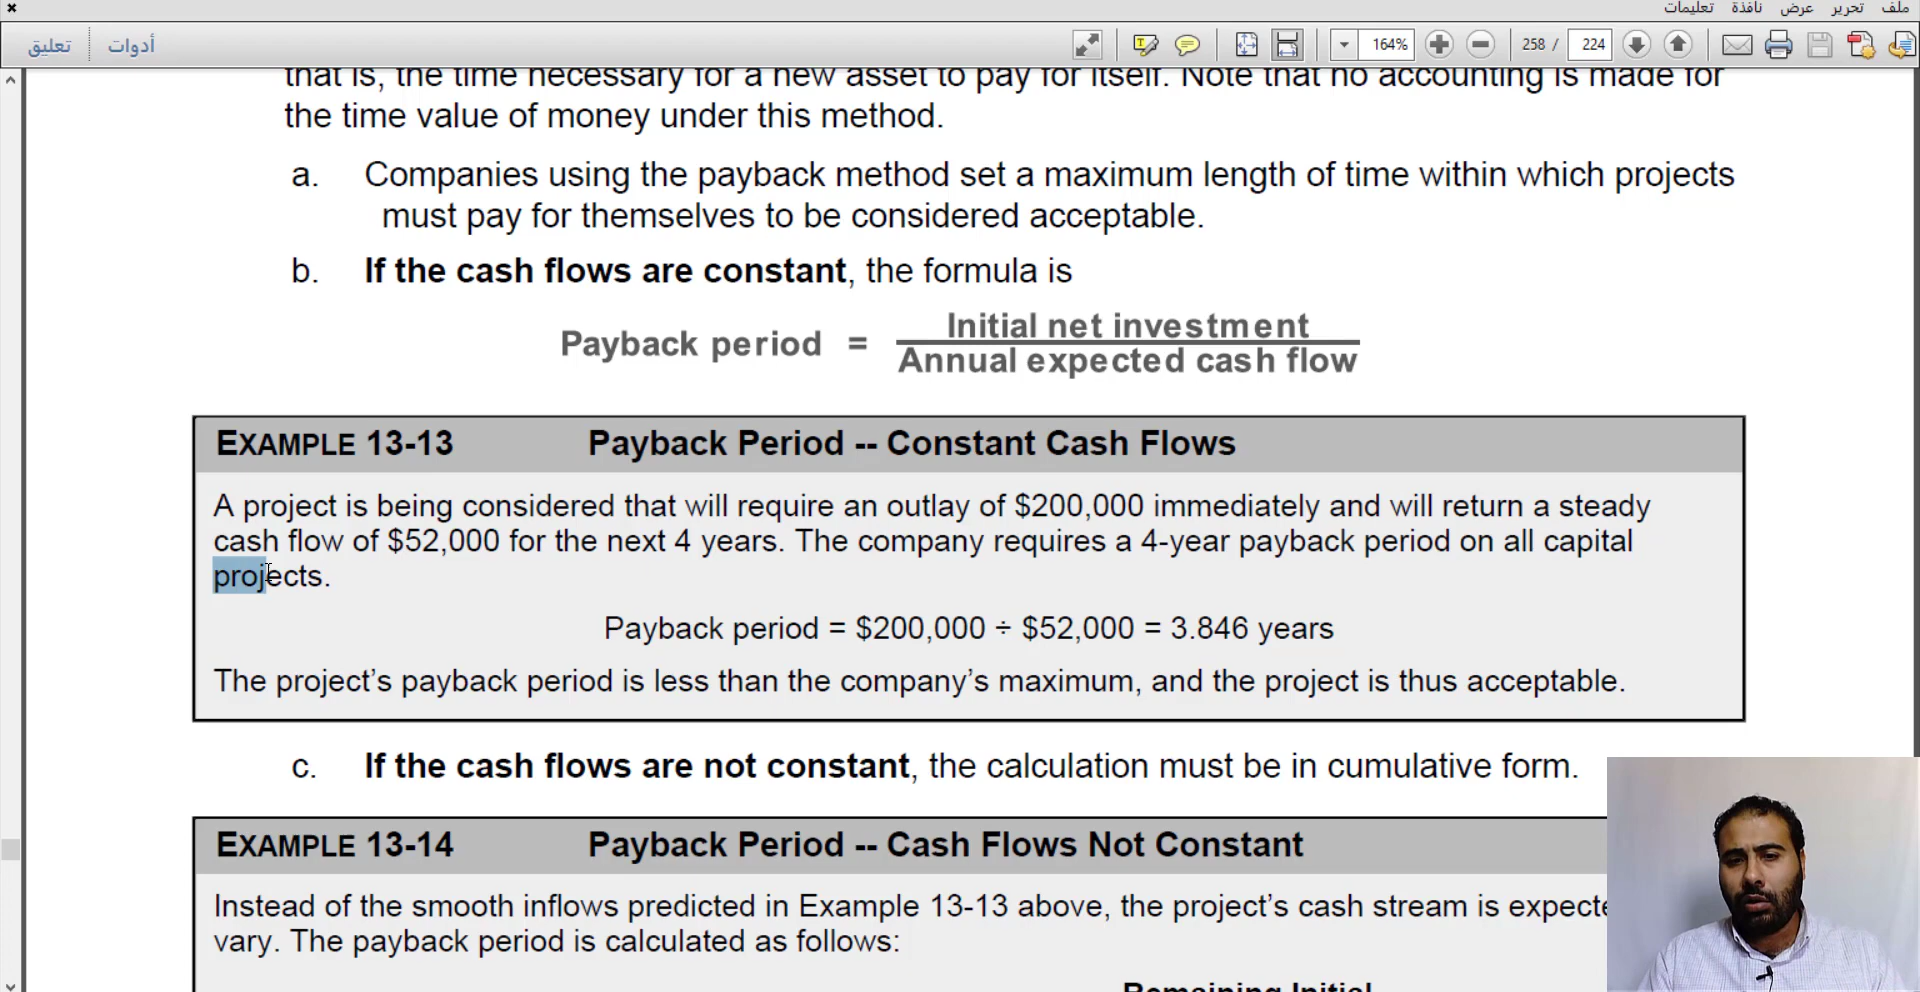 ملف تحرير عرض نافذة تعليمات
تعليق أدوات 164% 258 / 224
that is, the time necessary for a new asset to pay for itself. Note that no accounting is made for
the time value of money under this method.
a. Companies using the payback method set a maximum length of time within which projects
must pay for themselves to be considered acceptable.
b. If the cash flows are constant, the formula is
Payback period = Initial net investment
Annual expected cash flow
EXAMPLE 13-13 Payback Period -- Constant Cash Flows
A project is being considered that will require an outlay of $200,000 immediately and will return a steady
cash flow of $52,000 for the next 4 years. The company requires a 4-year payback period on all capital
projects.
Payback period = $200,000 ÷ $52,000 = 3.846 years
The project’s payback period is less than the company’s maximum, and the project is thus acceptable.
c. If the cash flows are not constant, the calculation must be in cumulative form.
EXAMPLE 13-14 Payback Period -- Cash Flows Not Constant
Instead of the smooth inflows predicted in Example 13-13 above, the project’s cash stream is
vary. The payback period is calculated as follows:
Remaining Initial